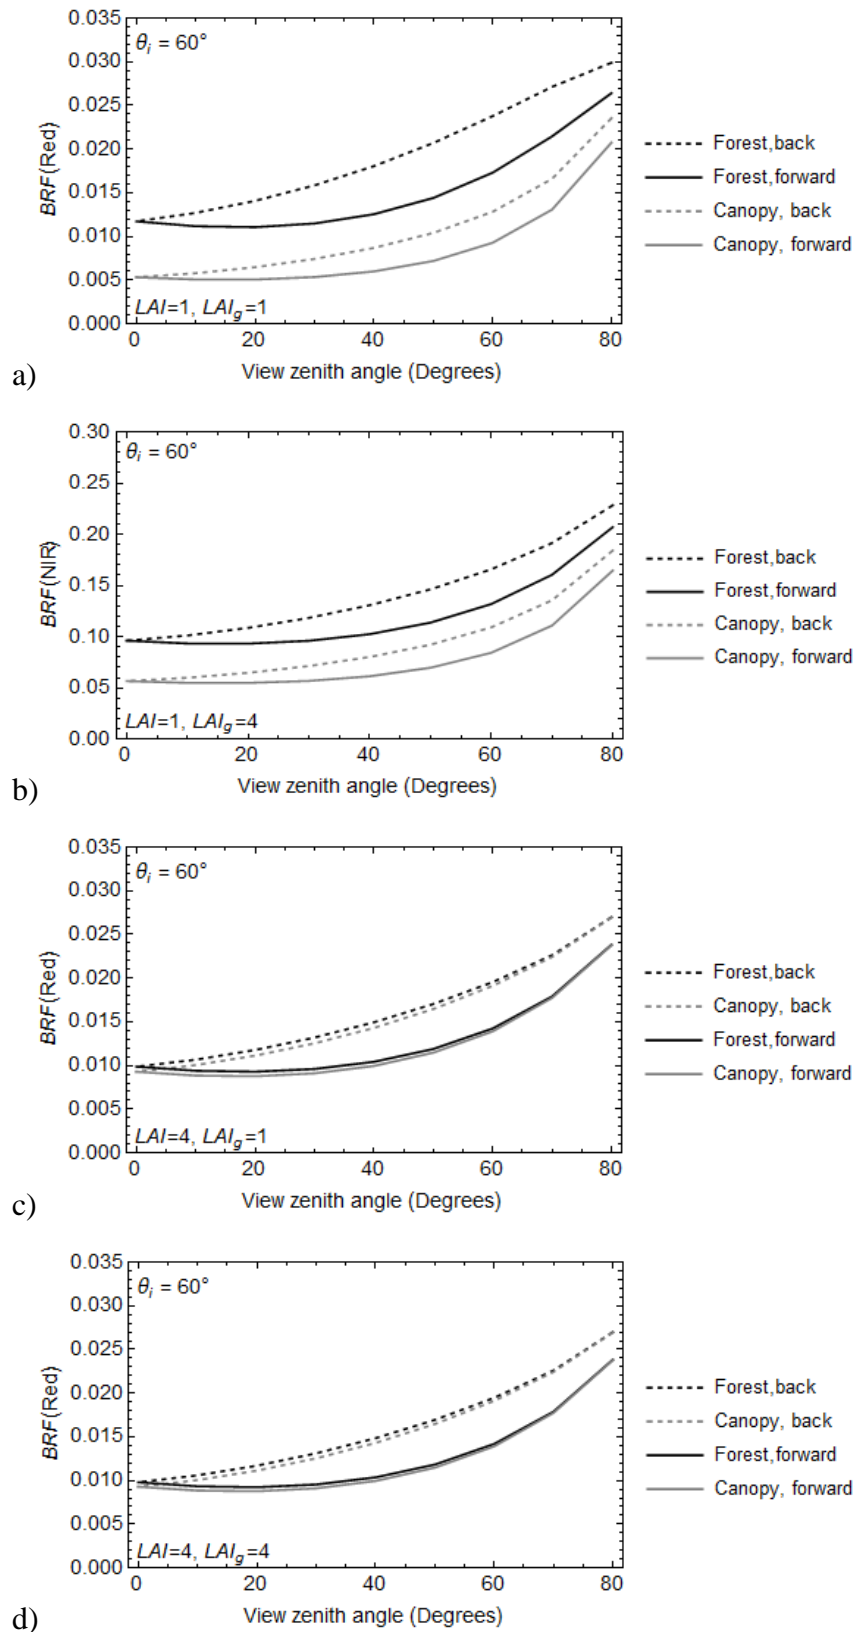 0.035
0.030
0.025
0.020
0.015
0.010
0.005
0.000
BRF(Red)
θi = 60°
LAI=1, LAIg=1
0 20 40 60 80
View zenith angle (Degrees)
Forest,back
Forest,forward
Canopy, back
Canopy, forward
a)
0.30
0.25
0.20
0.15
0.10
0.05
0.00
BRF(NIR)
θi = 60°
LAI=1, LAIg=4
0 20 40 60 80
View zenith angle (Degrees)
Forest,back
Forest,forward
Canopy, back
Canopy, forward
b)
0.035
0.030
0.025
0.020
0.015
0.010
0.005
0.000
BRF(Red)
θi = 60°
LAI=4, LAIg=1
0 20 40 60 80
View zenith angle (Degrees)
Forest,back
Canopy, back
Forest,forward
Canopy, forward
c)
0.035
0.030
0.025
0.020
0.015
0.010
0.005
0.000
BRF(Red)
θi = 60°
LAI=4, LAIg=4
0 20 40 60 80
View zenith angle (Degrees)
Forest,back
Canopy, back
Forest,forward
Canopy, forward
d)